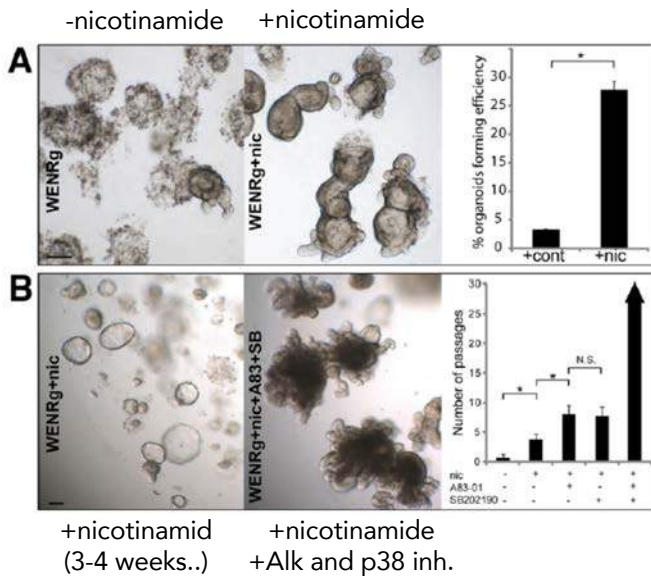 -nicotinamide +nicotinamide
A
WENRg
WENRg+nic
% organoids forming efficiency
35
30
25
20
15
10
5
0
*
+cont +nic
B
WENRg+nic
WENRg+nic+A83+SB
Number of passages
30
25
20
15
10
5
0
* * N.S.
nic - + + + +
A83-01 - - + - +
SB202190 - - - + +
+nicotinamid +nicotinamide
(3-4 weeks..) +Alk and p38 inh.